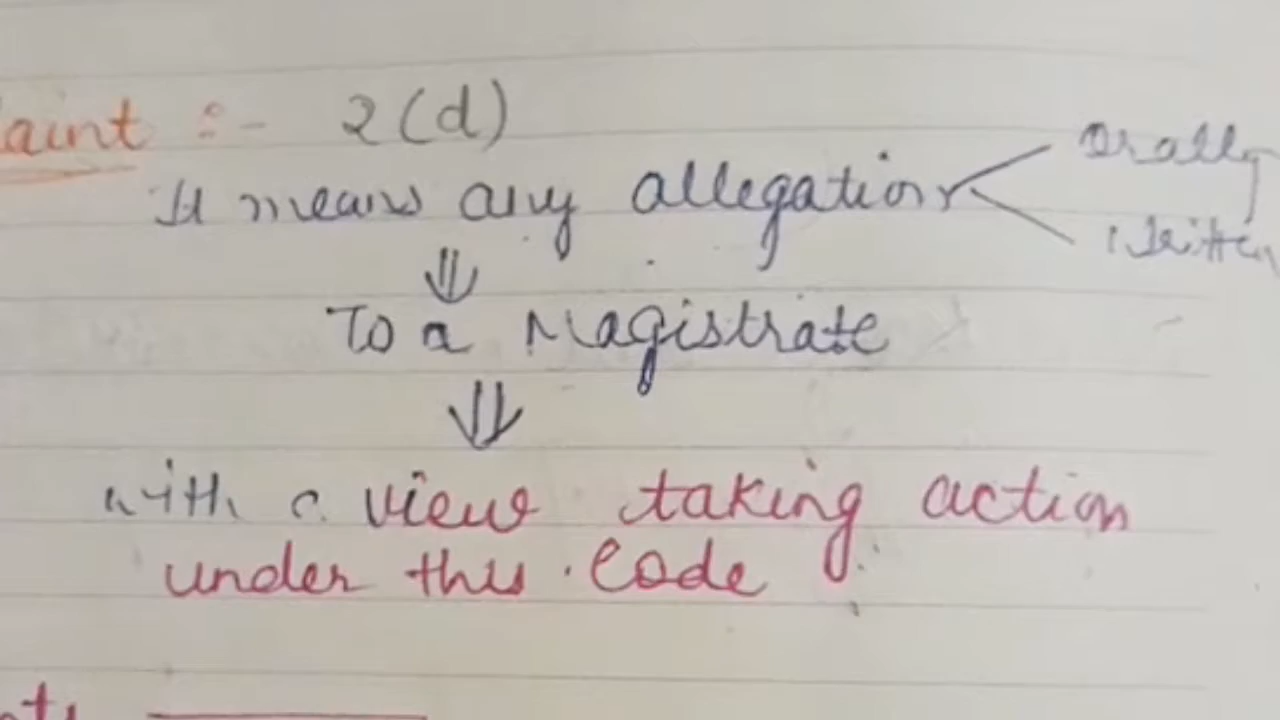 aint :- 2(d)
It means any allegation
Orally
Written
To a Magistrate
with a view taking action
under this Code